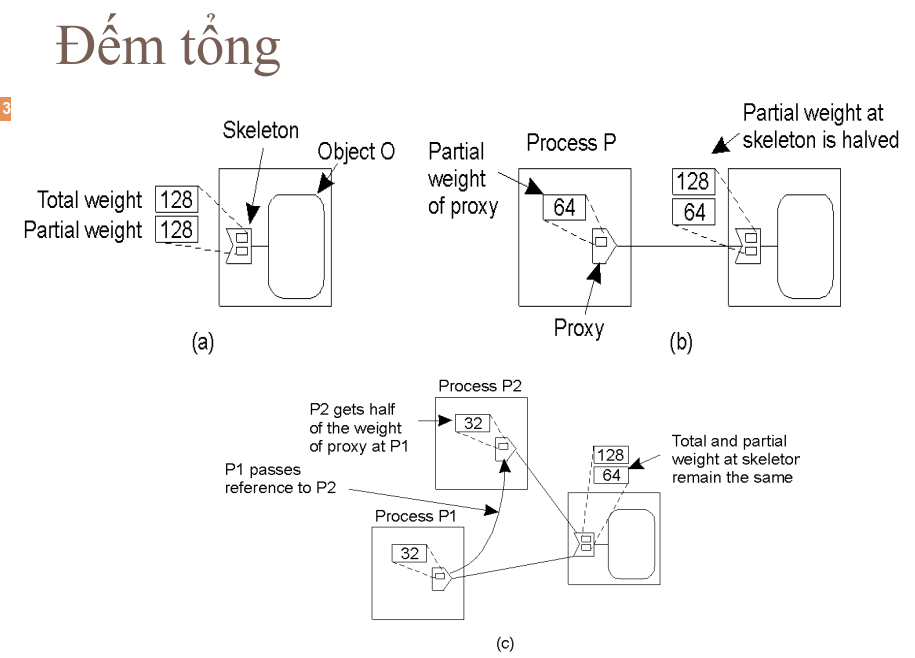 Đếm tổng
3
Skeleton
Object O
Total weight
128
Partial weight
128
(a)
Process P
Partial
weight
of proxy
64
Proxy
Partial weight at
skeleton is halved
128
64
(b)
Process P2
P2 gets half
of the weight
of proxy at P1
32
P1 passes
reference to P2
Process P1
32
128
64
Total and partial
weight at skeletor
remain the same
(c)